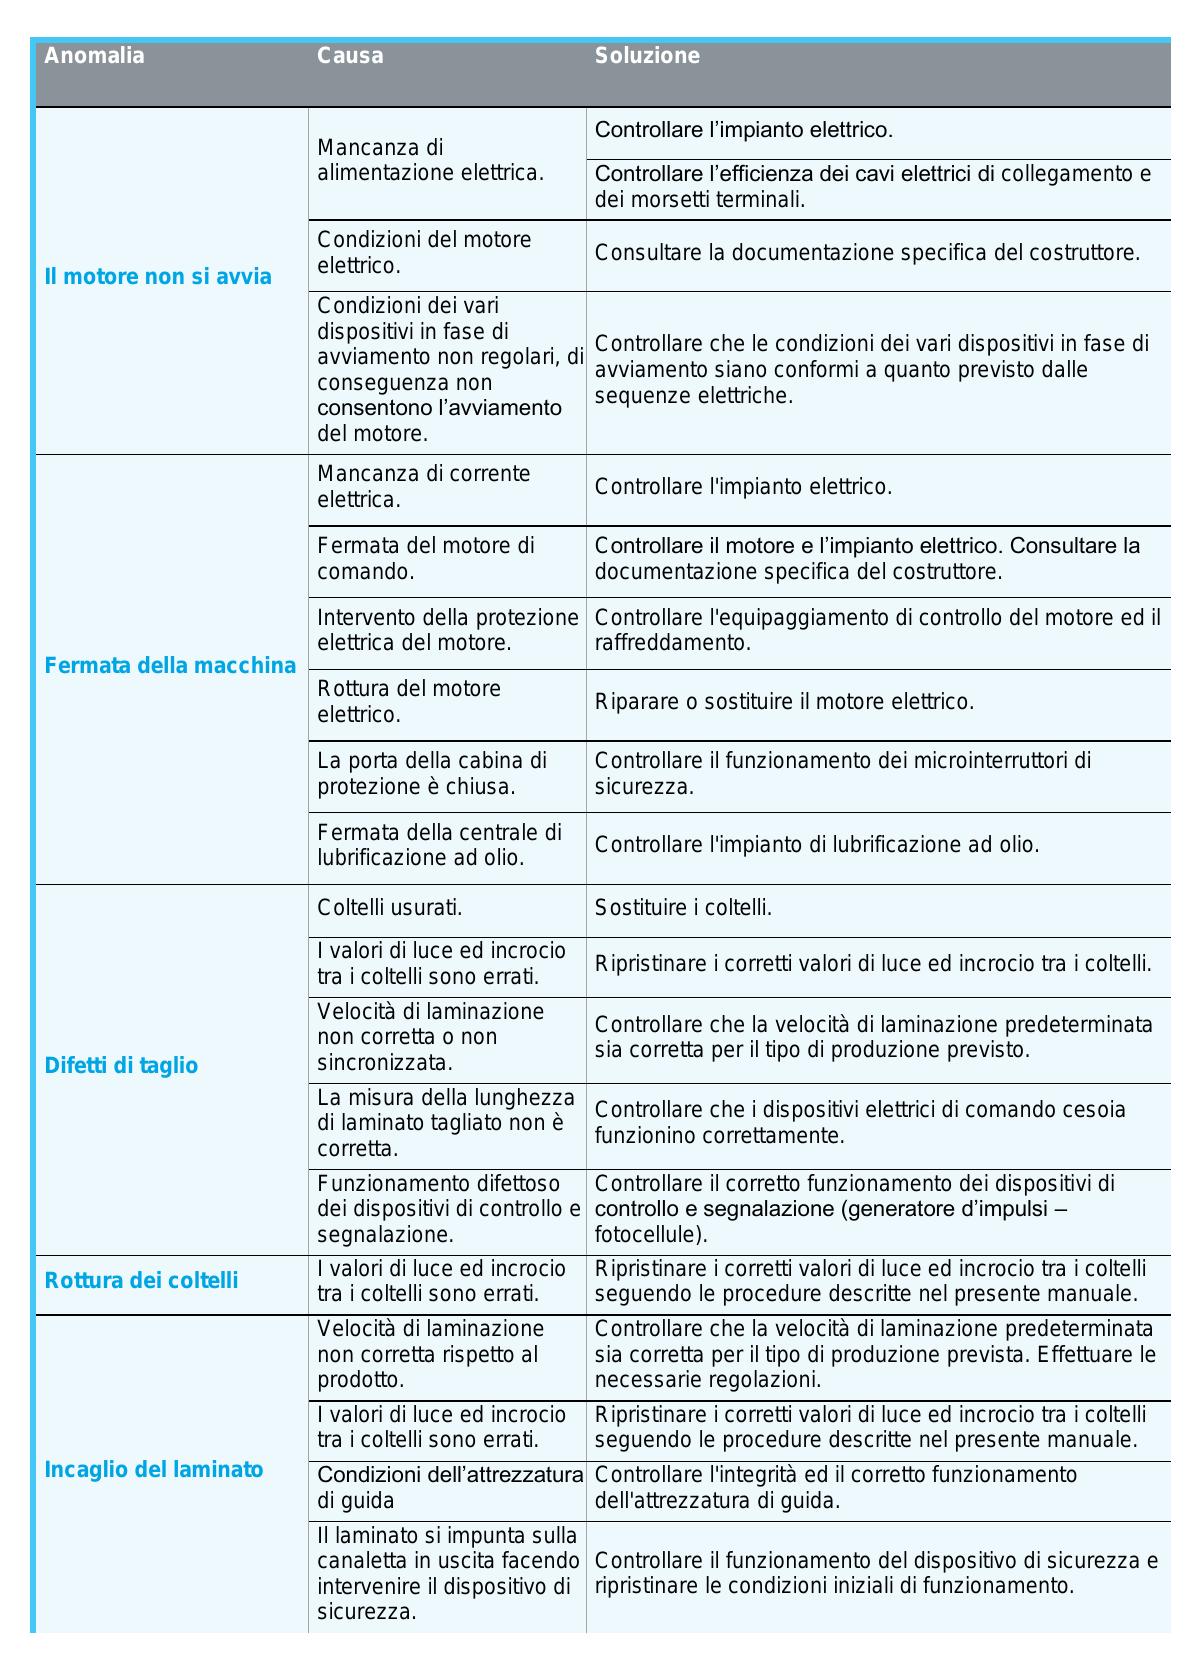 Anomalia
Causa
Soluzione
Il motore non si avvia
Mancanza di
alimentazione elettrica.
Controllare l’impianto elettrico.
Controllare l’efficienza dei cavi elettrici di collegamento e
dei morsetti terminali.
Condizioni del motore
elettrico.
Consultare la documentazione specifica del costruttore.
Condizioni dei vari
dispositivi in fase di
avviamento non regolari, di
conseguenza non
consentono l’avviamento
del motore.
Controllare che le condizioni dei vari dispositivi in fase di
avviamento siano conformi a quanto previsto dalle
sequenze elettriche.
Fermata della macchina
Mancanza di corrente
elettrica.
Controllare l'impianto elettrico.
Fermata del motore di
comando.
Controllare il motore e l’impianto elettrico. Consultare la
documentazione specifica del costruttore.
Intervento della protezione
elettrica del motore.
Controllare l'equipaggiamento di controllo del motore ed il
raffreddamento.
Rottura del motore
elettrico.
Riparare o sostituire il motore elettrico.
La porta della cabina di
protezione è chiusa.
Controllare il funzionamento dei microinterruttori di
sicurezza.
Fermata della centrale di
lubrificazione ad olio.
Controllare l'impianto di lubrificazione ad olio.
Difetti di taglio
Coltelli usurati.
Sostituire i coltelli.
I valori di luce ed incrocio
tra i coltelli sono errati.
Ripristinare i corretti valori di luce ed incrocio tra i coltelli.
Velocità di laminazione
non corretta o non
sincronizzata.
Controllare che la velocità di laminazione predeterminata
sia corretta per il tipo di produzione previsto.
La misura della lunghezza
di laminato tagliato non è
corretta.
Controllare che i dispositivi elettrici di comando cesoia
funzionino correttamente.
Funzionamento difettoso
dei dispositivi di controllo e
segnalazione.
Controllare il corretto funzionamento dei dispositivi di
controllo e segnalazione (generatore d’impulsi –
fotocellule).
Rottura dei coltelli
I valori di luce ed incrocio
tra i coltelli sono errati.
Ripristinare i corretti valori di luce ed incrocio tra i coltelli
seguendo le procedure descritte nel presente manuale.
Incaglio del laminato
Velocità di laminazione
non corretta rispetto al
prodotto.
Controllare che la velocità di laminazione predeterminata
sia corretta per il tipo di produzione prevista. Effettuare le
necessarie regolazioni.
I valori di luce ed incrocio
tra i coltelli sono errati.
Ripristinare i corretti valori di luce ed incrocio tra i coltelli
seguendo le procedure descritte nel presente manuale.
Condizioni dell’attrezzatura
di guida
Controllare l'integrità ed il corretto funzionamento
dell'attrezzatura di guida.
Il laminato si impunta sulla
canaletta in uscita facendo
intervenire il dispositivo di
sicurezza.
Controllare il funzionamento del dispositivo di sicurezza e
ripristinare le condizioni iniziali di funzionamento.